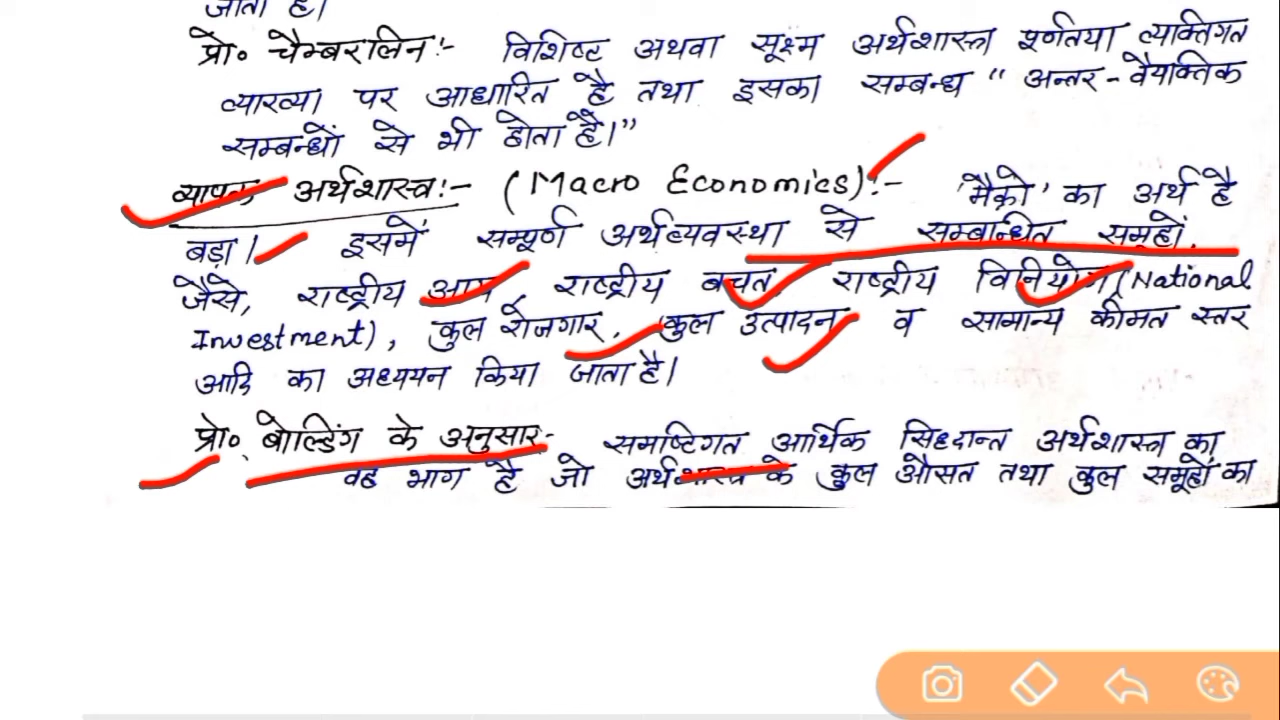 जाता है।
प्रो० चैम्बरलिन:- विशिष्ट अथवा सूक्ष्म अर्थशास्त्र पूर्णतया व्यक्तिगत
व्याख्या पर आधारित है तथा इसका सम्बन्ध "अन्तर-वैयक्तिक
सम्बन्धों से भी होता है।"
व्यापक अर्थशास्त्र:- (Macro Economics):- 'मैक्रो' का अर्थ है
बड़ा। इसमें सम्पूर्ण अर्थव्यवस्था से सम्बन्धित समूहों,
जैसे, राष्ट्रीय आय, राष्ट्रीय बचत, राष्ट्रीय विनियोग (National
Investment), कुल रोजगार, कुल उत्पादन व सामान्य कीमत स्तर
आदि का अध्ययन किया जाता है।
प्रो० बोल्डिंग के अनुसार:- समष्टिगत आर्थिक सिध्दान्त अर्थशास्त्र का
वह भाग है जो अर्थशास्त्र के कुल औसत तथा कुल समूहों का